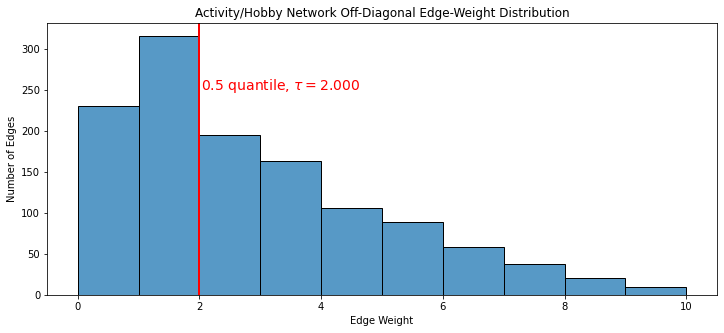 Activity/Hobby Network Off-Diagonal Edge-Weight Distribution
300
250
200
150
100
50
0
Number of Edges
0.5 quantile, τ = 2.000
0 2 4 6 8 10
Edge Weight